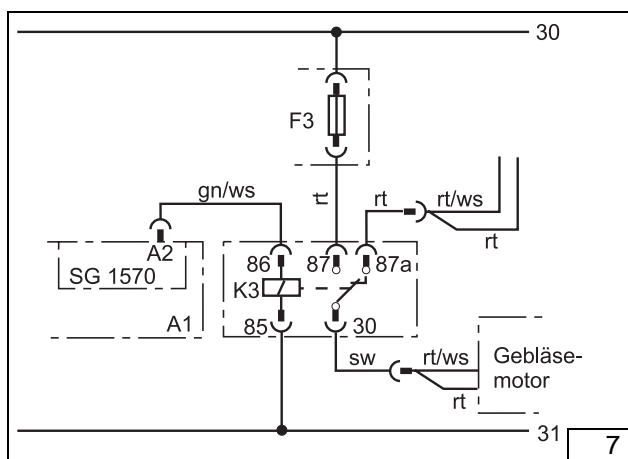 30
F3
gn/ws
rt
rt
rt/ws
rt
A2
SG 1570
A1
86
87
87a
K3
85
30
sw
rt/ws
rt
Gebläse-
motor
31
7